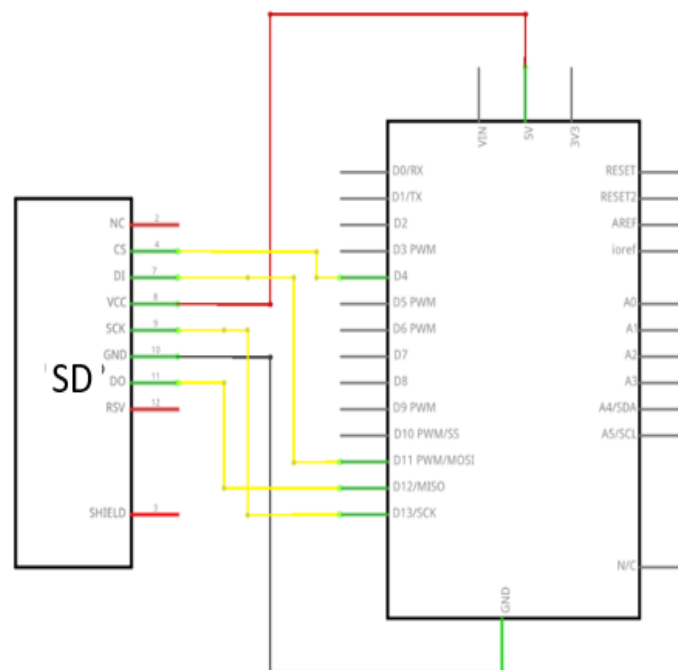 VIN
5V
3V3
D0/RX
RESET
D1/TX
RESET2
D2
AREF
D3 PWM
ioref
D4
D5 PWM
A0
D6 PWM
A1
D7
A2
D8
A3
D9 PWM
A4/SDA
D10 PWM/SS
A5/SCL
D11 PWM/MOSI
D12/MISO
D13/SCK
N/C
GND
NC 2
CS 4
DI 7
VCC 8
SCK 9
GND 10
DO 11
RSV 12
SHIELD 3
SD